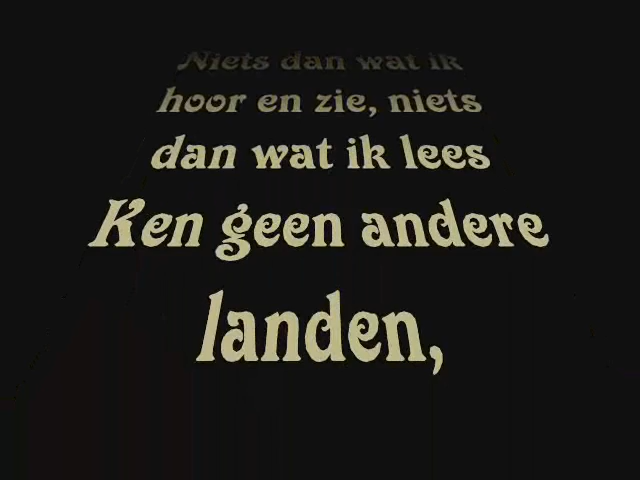 Niets dan wat ik
hoor en zie, niets
dan wat ik lees
Ken geen andere
landen,